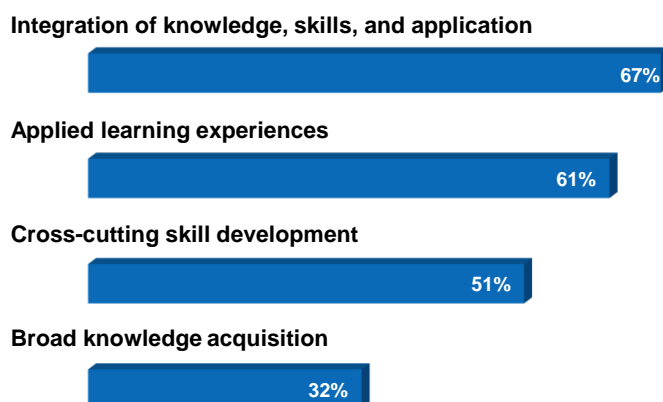 Integration of knowledge, skills, and application
67%
Applied learning experiences
61%
Cross-cutting skill development
51%
Broad knowledge acquisition
32%